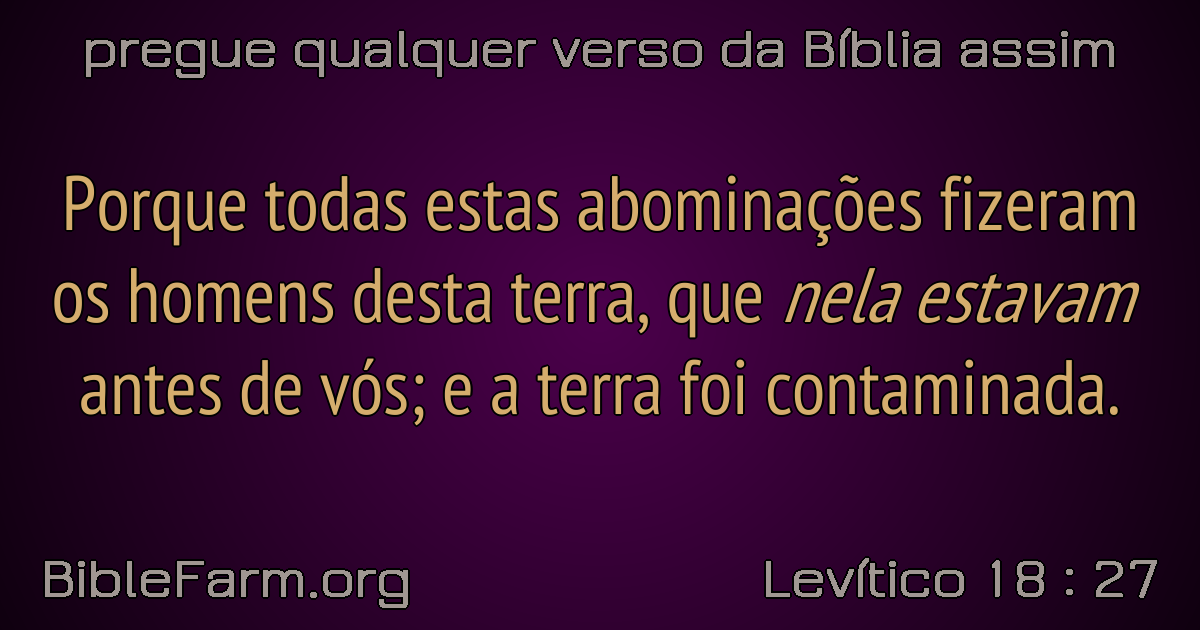 pregue qualquer verso da Bíblia assim
Porque todas estas abominações fizeram
os homens desta terra, que nela estavam
antes de vós; e a terra foi contaminada.
BibleFarm.org
Levítico 18 : 27